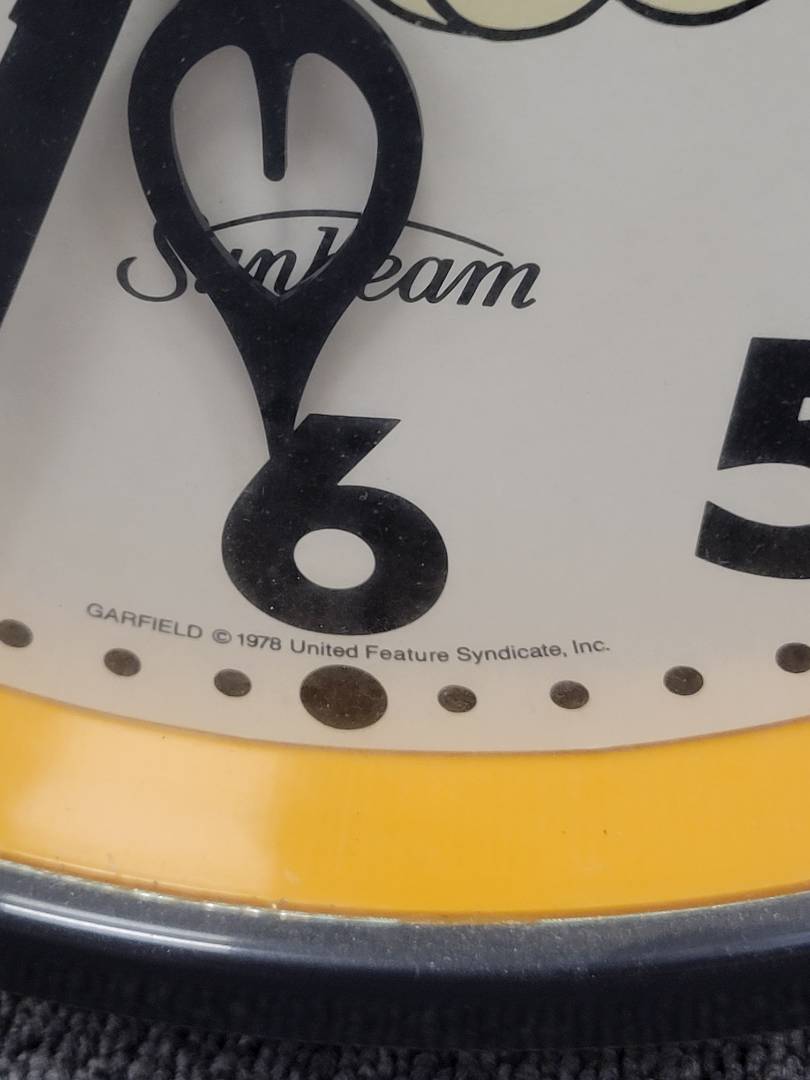 Sunbeam
5
6
GARFIELD © 1978 United Feature Syndicate, Inc.